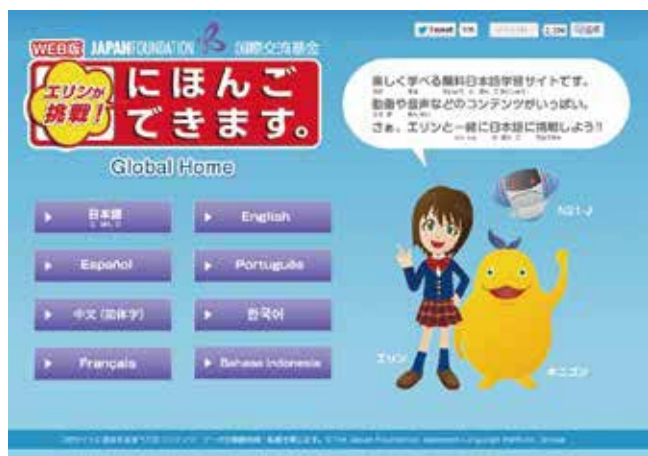 Tweet
WEB版 JAPANFOUNDATION 国際交流基金
エリンが
挑戦！
にほんご
できます。
Global Home
楽しく学べる無料日本語学習サイトです。
動画や音声などのコンテンツがいっぱい。
さぁ、エリンと一緒に日本語に挑戦しよう!!
日本語
English
Español
Português
中文 (简体字)
한국어
Français
Bahasa Indonesia
N21-J
エリン
ホニゴン